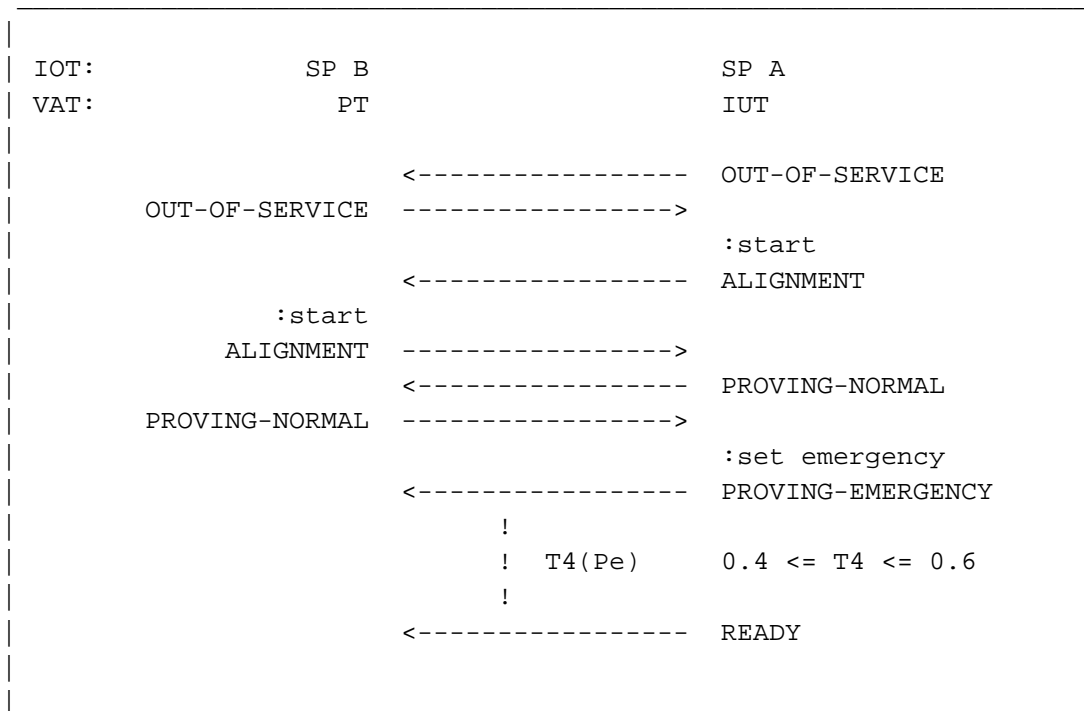 IOT: SP B SP A
VAT: PT IUT
<----------------- OUT-OF-SERVICE
OUT-OF-SERVICE ----------------->
:start
<----------------- ALIGNMENT
:start
ALIGNMENT ----------------->
<----------------- PROVING-NORMAL
PROVING-NORMAL ----------------->
:set emergency
<----------------- PROVING-EMERGENCY
!
! T4(Pe) 0.4 <= T4 <= 0.6
!
<----------------- READY